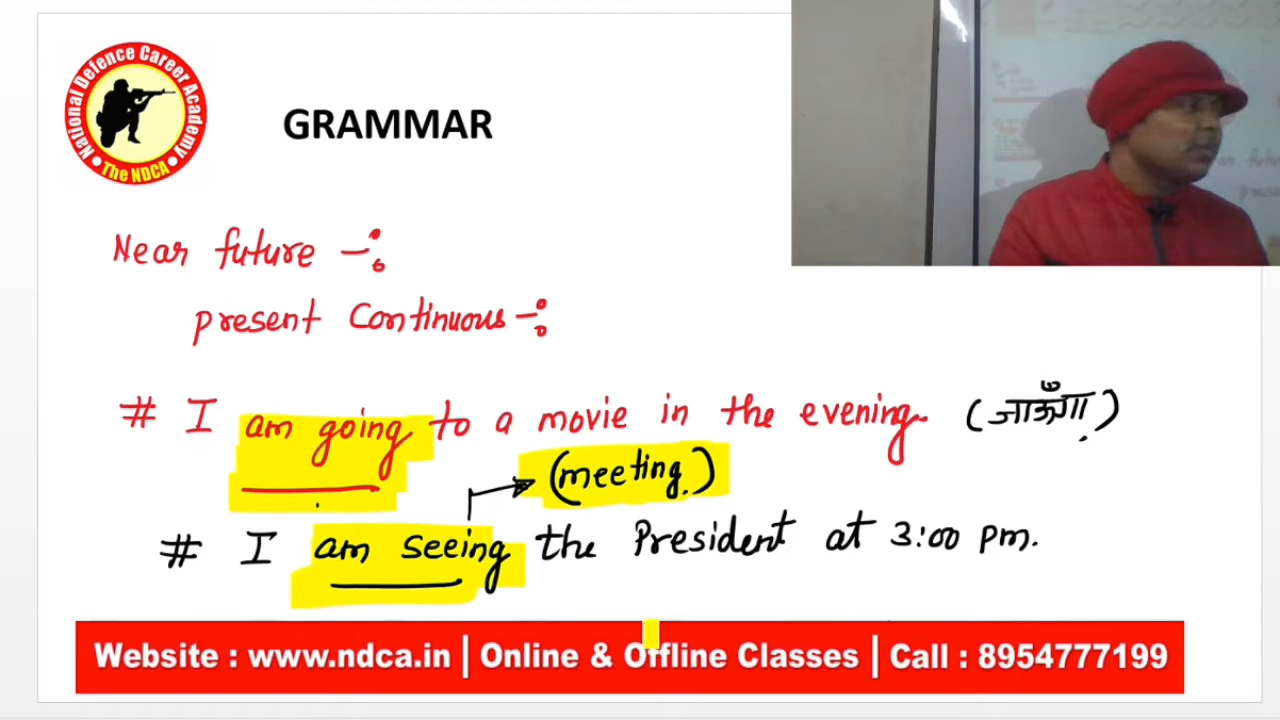 National Defence Career Academy
The NDCA
GRAMMAR
Near future -:
present Continuous -:
# I am going to a movie in the evening. (जाऊँगा)
(meeting.)
# I am seeing the President at 3:00 pm.
Website : www.ndca.in | Online & Offline Classes | Call : 8954777199